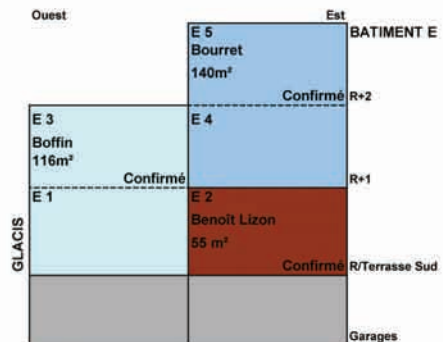 Ouest
Est
BATIMENT E
E 5
Bourret
140m²
Confirmé
R+2
E 3
Boffin
116m²
Confirmé
E 4
R+1
E 1
E 2
Benoît Lizon
55 m²
Confirmé
R/Terrasse Sud
GLACIS
Garages